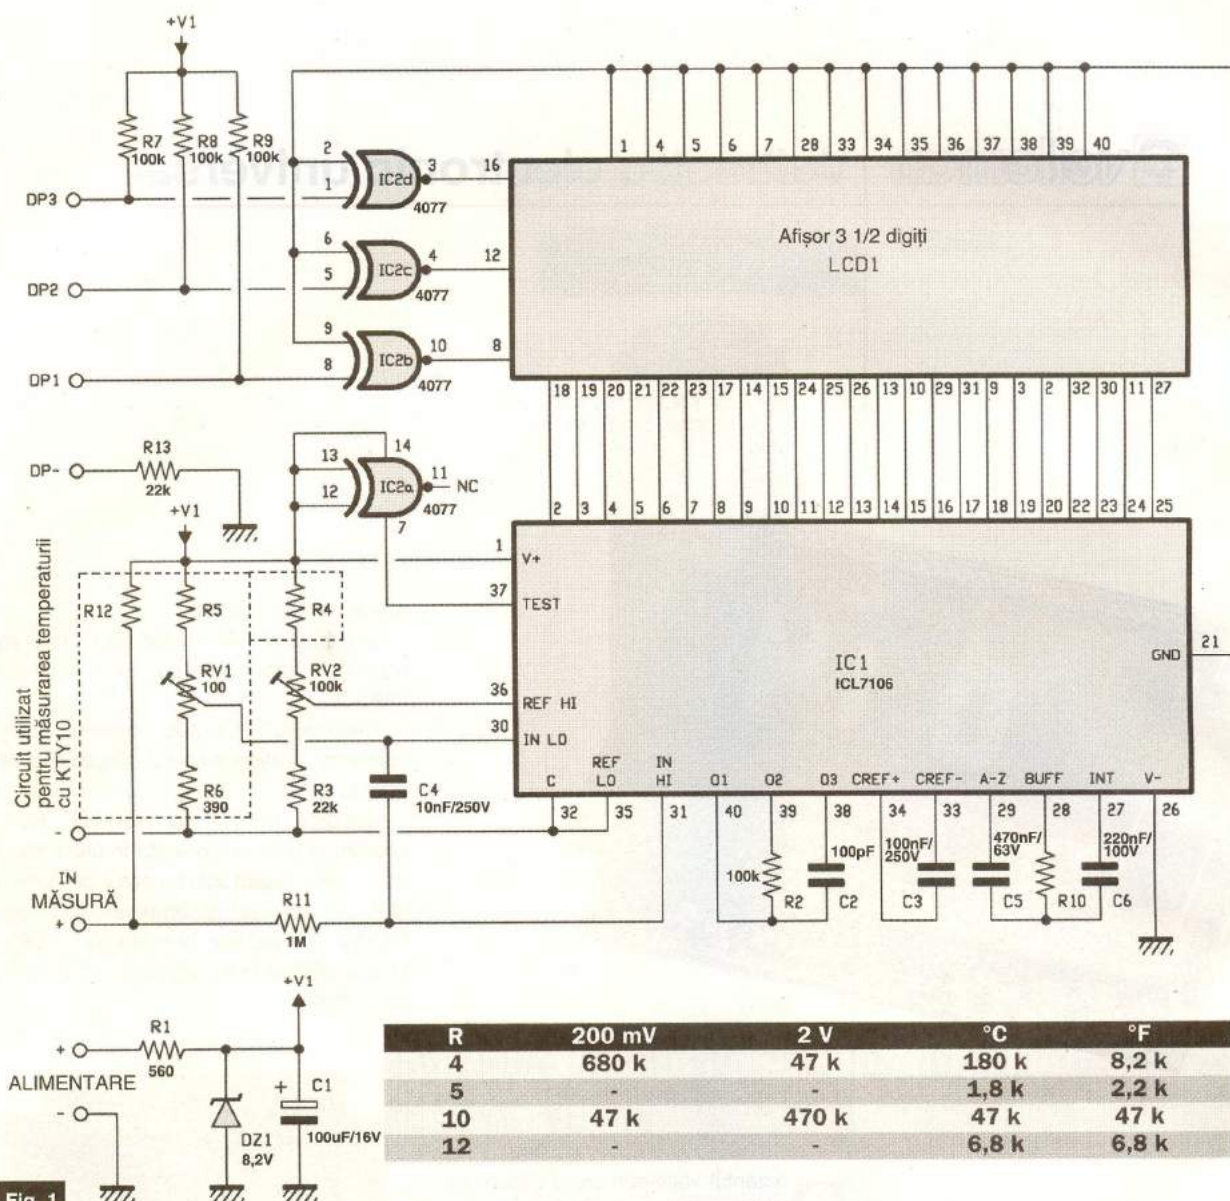 +V1
R7
100k
R8
100k
R9
100k
DP3
DP2
DP1
2
1
IC2d
3
4077
6
5
IC2c
4
4077
9
8
IC2b
10
4077
16
12
8
1 4 5 6 7 28 33 34 35 36 37 38 39 40
Afișor 3 1/2 digiți
LCD1
18 19 20 21 22 23 17 14 15 24 25 26 13 10 29 31 9 3 2 32 30 11 27
DP-
R13
22k
+V1
13
12
14
IC2a
11
NC
4077
7
2 3 4 5 6 7 8 9 10 11 12 13 14 15 16 17 18 19 20 22 23 24 25
1
V+
37
TEST
36
REF HI
30
IN LO
IC1
ICL7106
GND
21
Circuit utilizat
pentru măsurarea temperaturii
cu KTY10
R12
R5
R4
RV1
100
RV2
100k
R6
390
R3
22k
C4
10nF/250V
C
REF
LO
IN
HI
O1
O2
O3
CREF+
CREF-
A-Z
BUFF
INT
V-
32 35 31 40 39 38 34 33 29 28 27 26
100k
R2
100pF
C2
100nF/
250V
C3
470nF/
63V
C5
R10
220nF/
100V
C6
-
IN
MĂSURĂ
+
R11
1M
+V1
+
R1
560
ALIMENTARE
-
DZ1
8,2V
+
C1
100uF/16V
R 200 mV 2 V °C °F
4 680 k 47 k 180 k 8,2 k
5 - - 1,8 k 2,2 k
10 47 k 470 k 47 k 47 k
12 - - 6,8 k 6,8 k
Fig. 1